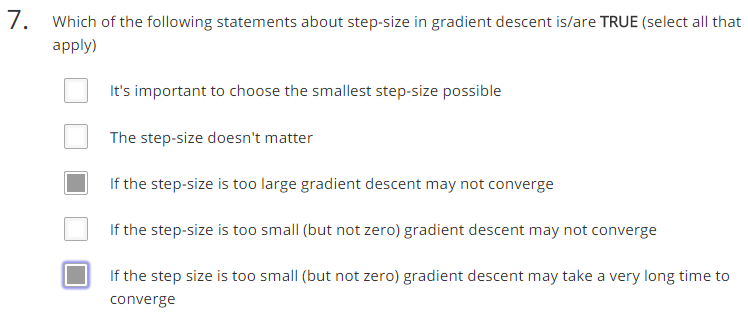 7. Which of the following statements about step-size in gradient descent is/are TRUE (select all that
apply)
It's important to choose the smallest step-size possible
The step-size doesn't matter
If the step-size is too large gradient descent may not converge
If the step-size is too small (but not zero) gradient descent may not converge
If the step size is too small (but not zero) gradient descent may take a very long time to
converge